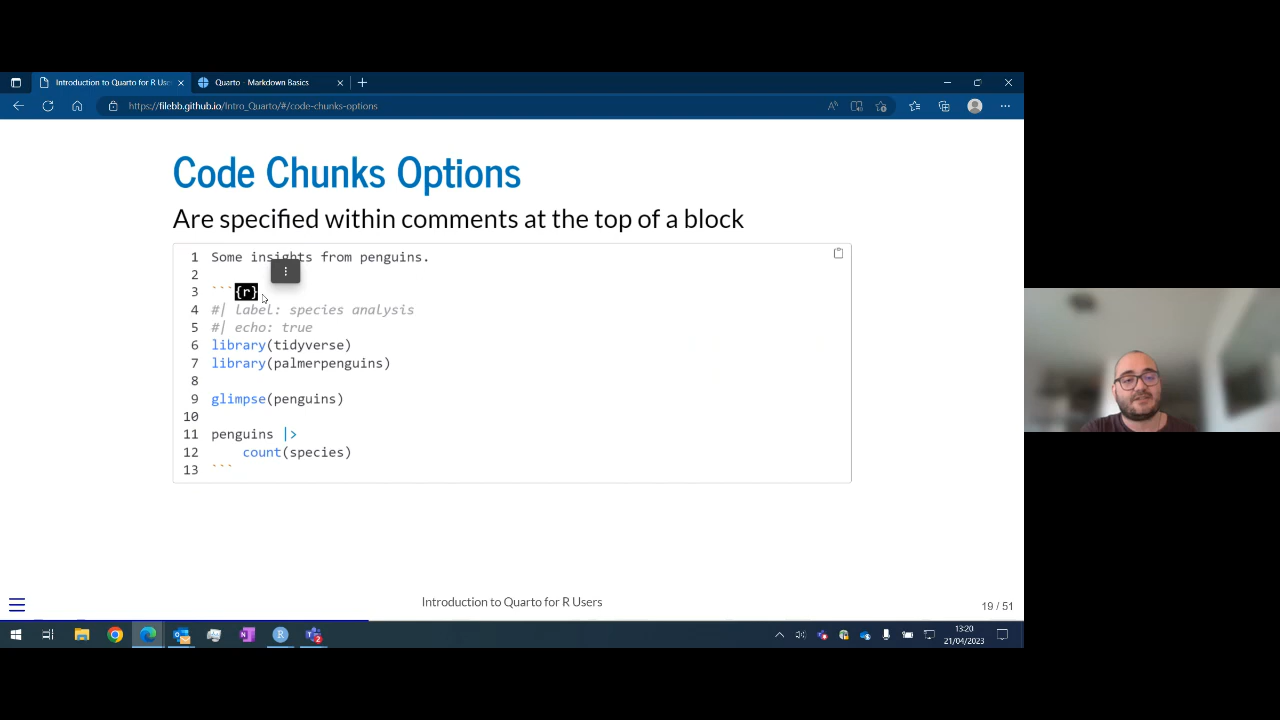 Introduction to Quarto for R Use
Quarto - Markdown Basics
https://filebb.github.io/Intro_Quarto/#/code-chunks-options
Code Chunks Options
Are specified within comments at the top of a block
1 Some insights from penguins.
2
3 ```{r}
4 #| label: species analysis
5 #| echo: true
6 library(tidyverse)
7 library(palmerpenguins)
8
9 glimpse(penguins)
10
11 penguins |>
12     count(species)
13 ```
Introduction to Quarto for R Users
19 / 51
13:20
21/04/2023